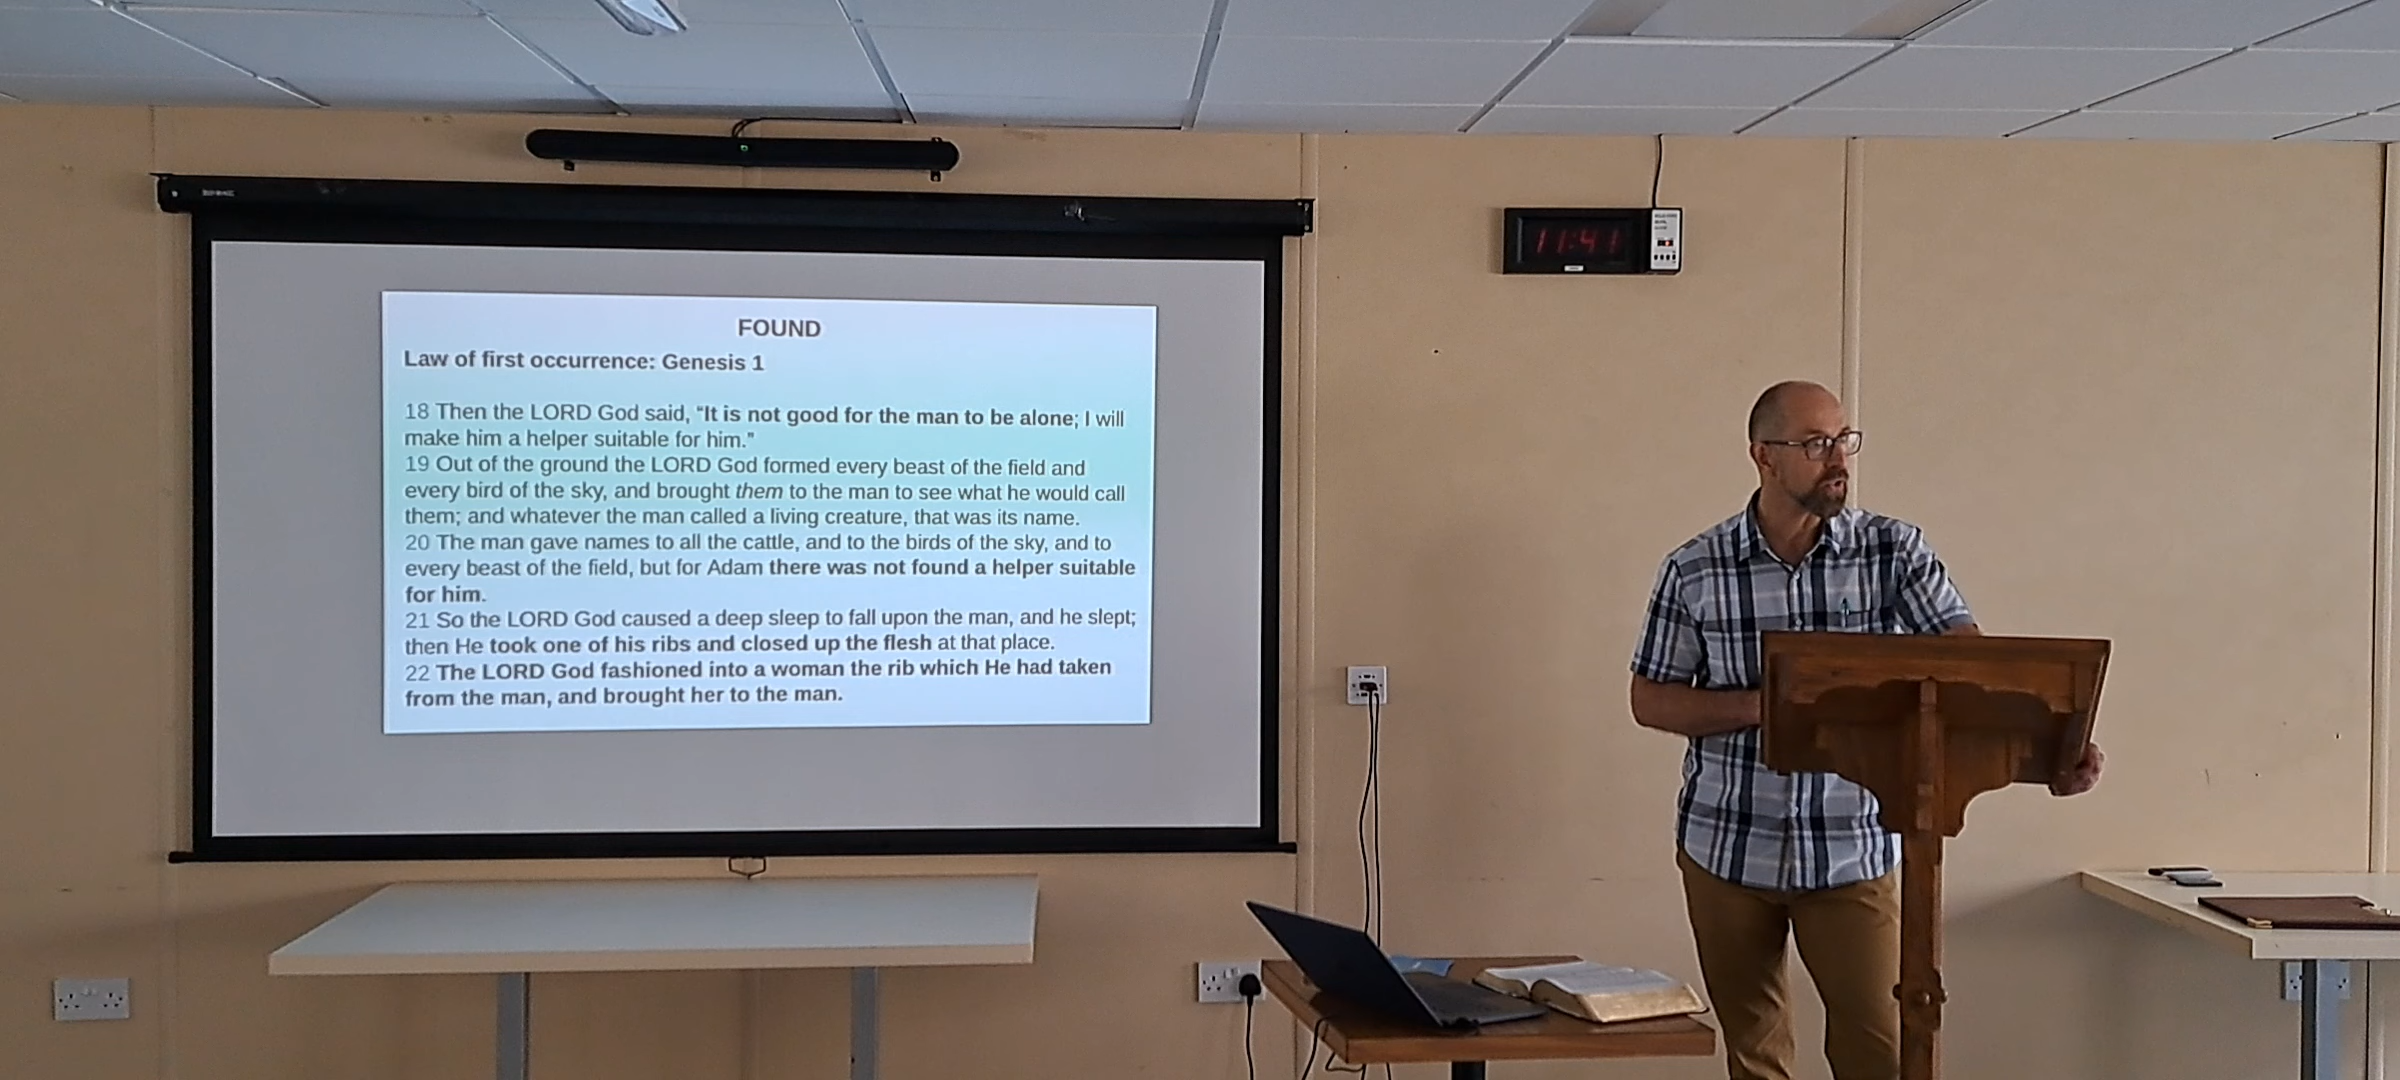 FOUND
Law of first occurrence: Genesis 1
18 Then the LORD God said, “It is not good for the man to be alone; I will
make him a helper suitable for him.”
19 Out of the ground the LORD God formed every beast of the field and
every bird of the sky, and brought them to the man to see what he would call
them; and whatever the man called a living creature, that was its name.
20 The man gave names to all the cattle, and to the birds of the sky, and to
every beast of the field, but for Adam there was not found a helper suitable
for him.
21 So the LORD God caused a deep sleep to fall upon the man, and he slept;
then He took one of his ribs and closed up the flesh at that place.
22 The LORD God fashioned into a woman the rib which He had taken
from the man, and brought her to the man.
11:41